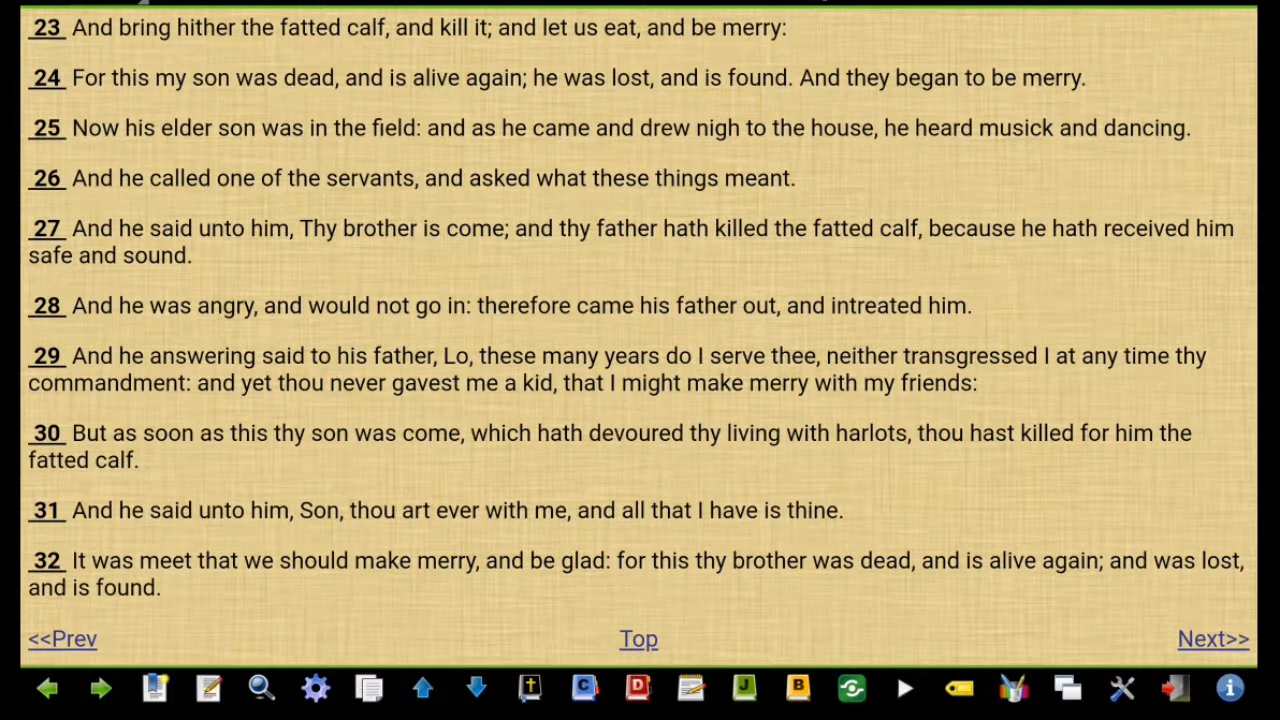 23 And bring hither the fatted calf, and kill it; and let us eat, and be merry:
24 For this my son was dead, and is alive again; he was lost, and is found. And they began to be merry.
25 Now his elder son was in the field: and as he came and drew nigh to the house, he heard musick and dancing.
26 And he called one of the servants, and asked what these things meant.
27 And he said unto him, Thy brother is come; and thy father hath killed the fatted calf, because he hath received him
safe and sound.
28 And he was angry, and would not go in: therefore came his father out, and intreated him.
29 And he answering said to his father, Lo, these many years do I serve thee, neither transgressed I at any time thy
commandment: and yet thou never gavest me a kid, that I might make merry with my friends:
30 But as soon as this thy son was come, which hath devoured thy living with harlots, thou hast killed for him the
fatted calf.
31 And he said unto him, Son, thou art ever with me, and all that I have is thine.
32 It was meet that we should make merry, and be glad: for this thy brother was dead, and is alive again; and was lost,
and is found.
<<Prev Top Next>>
C D J B i